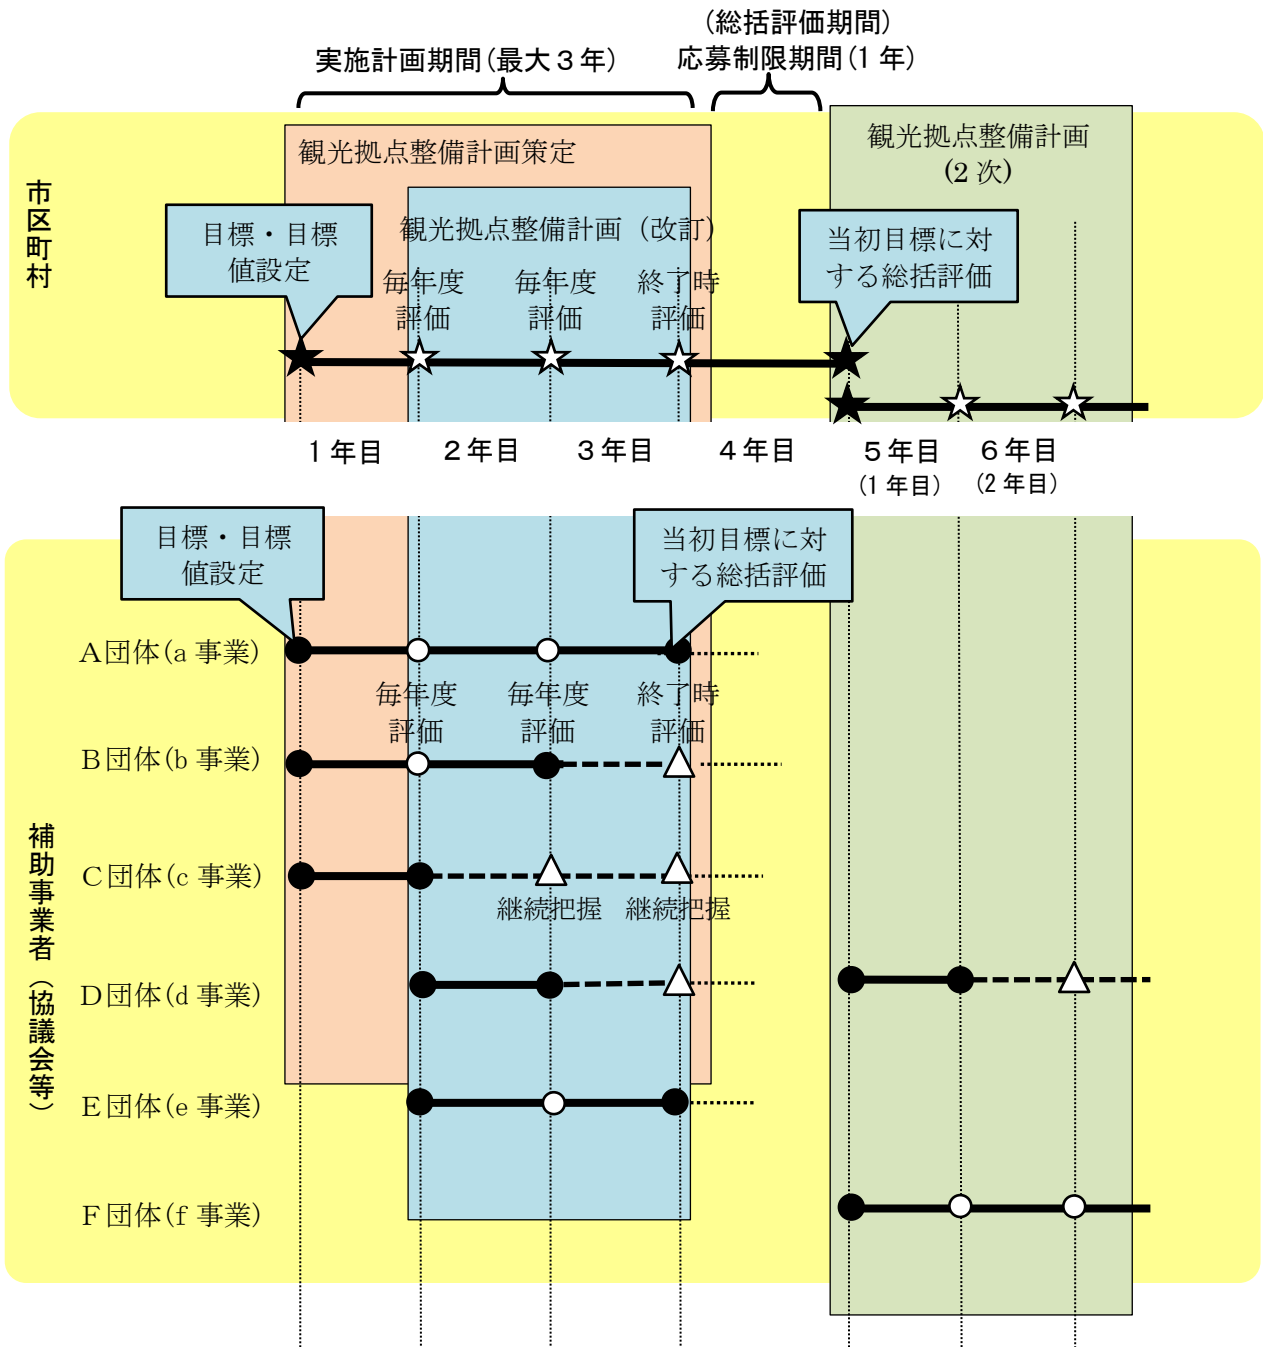 (総括評価期間)
実施計画期間(最大３年)
応募制限期間(1年)
市区町村
観光拠点整備計画策定
観光拠点整備計画
(2次)
目標・目標
値設定
観光拠点整備計画（改訂）
当初目標に対
する総括評価
毎年度
評価
毎年度
評価
終了時
評価
1年目
２年目
３年目
４年目
５年目
(1年目)
６年目
(2年目)
目標・目標
値設定
当初目標に対
する総括評価
補助事業者（協議会等）
Ａ団体(a事業)
毎年度
評価
毎年度
評価
終了時
評価
Ｂ団体(b事業)
Ｃ団体(c事業)
継続把握
継続把握
Ｄ団体(d事業)
Ｅ団体(e事業)
Ｆ団体(f事業)